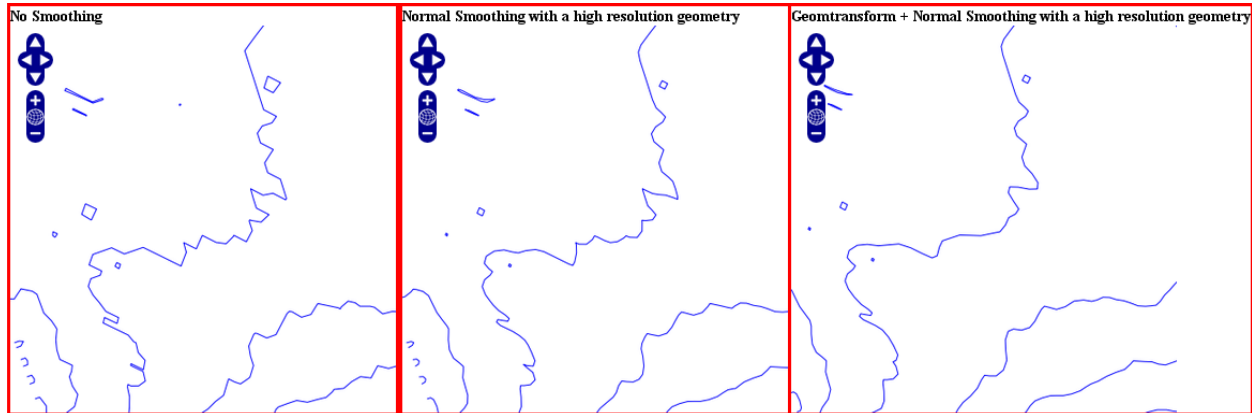 No Smoothing
Normal Smoothing with a high resolution geometry
Geomtransform + Normal Smoothing with a high resolution geometry